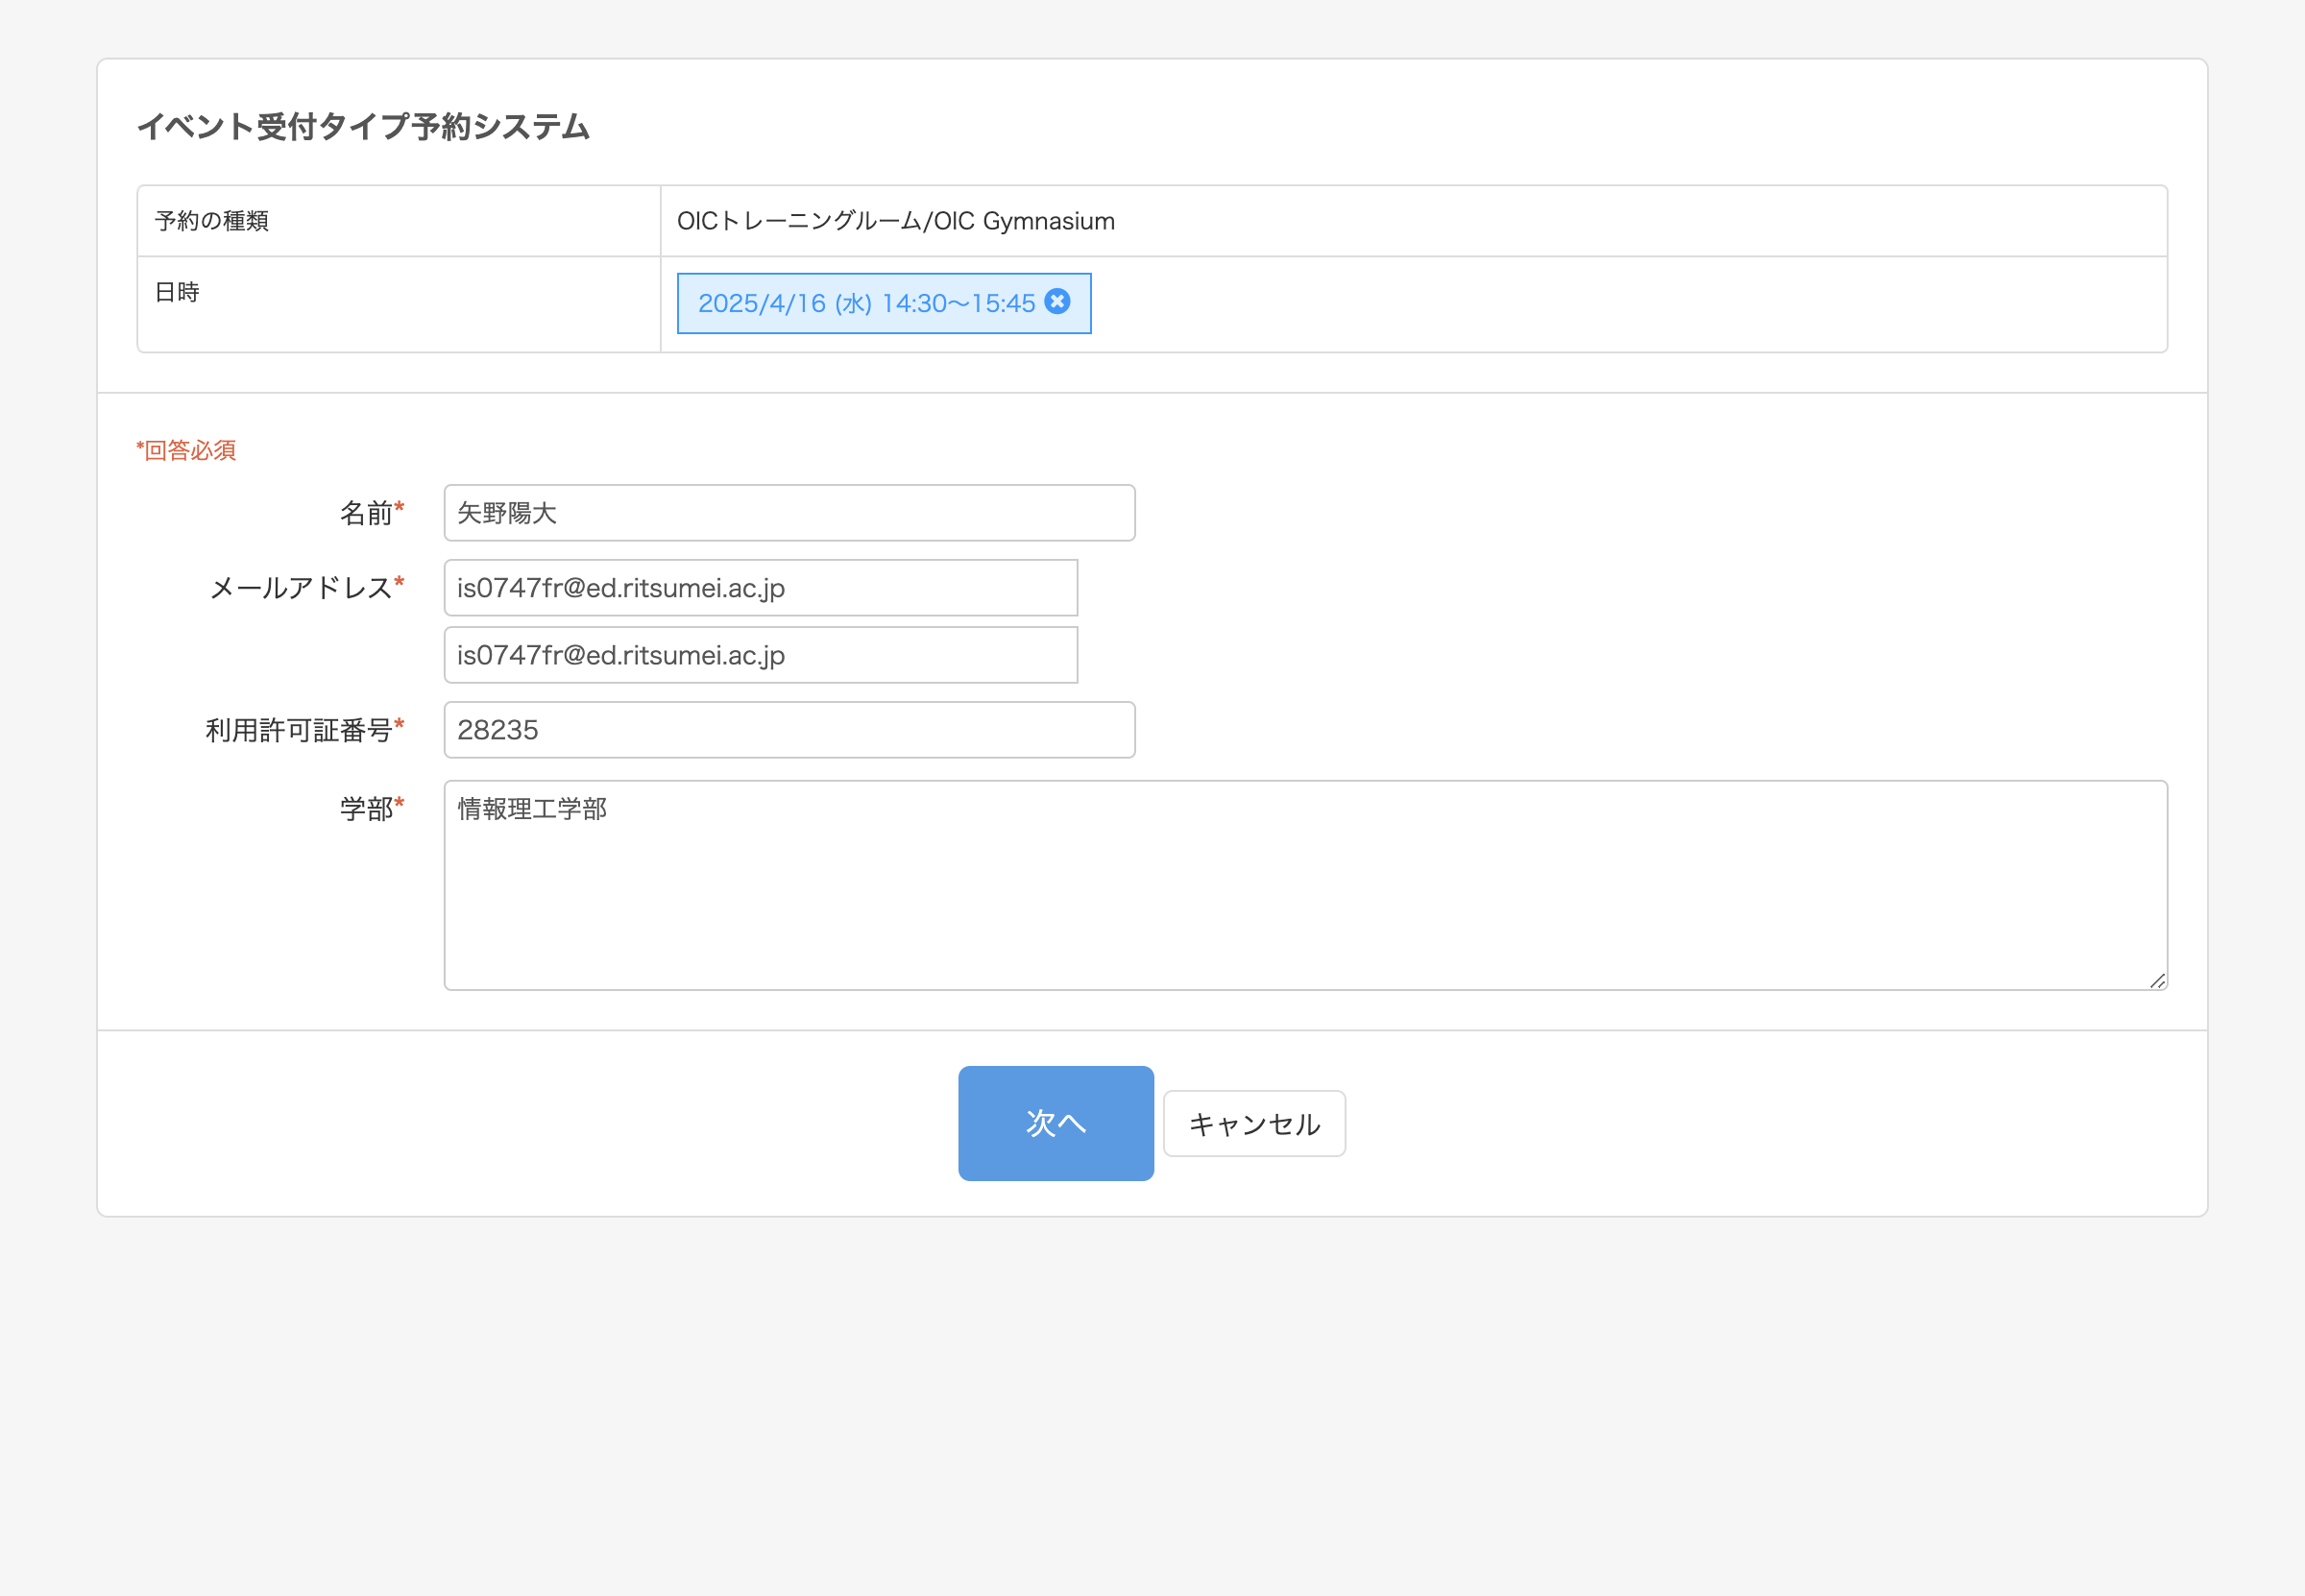 イベント受付タイプ予約システム
予約の種類 OICトレーニングルーム/OIC Gymnasium
日時 2025/4/16 (水) 14:30〜15:45
*回答必須
名前* 矢野陽大
メールアドレス* is0747fr@ed.ritsumei.ac.jp
is0747fr@ed.ritsumei.ac.jp
利用許可証番号* 28235
学部* 情報理工学部
次へ キャンセル